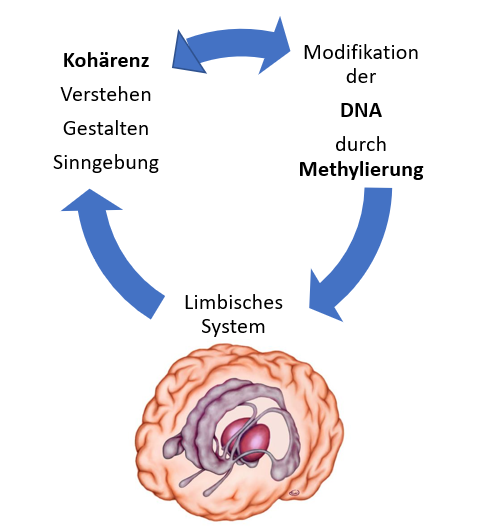 Kohärenz
Verstehen
Gestalten
Sinngebung
Modifikation
der
DNA
durch
Methylierung
Limbisches
System